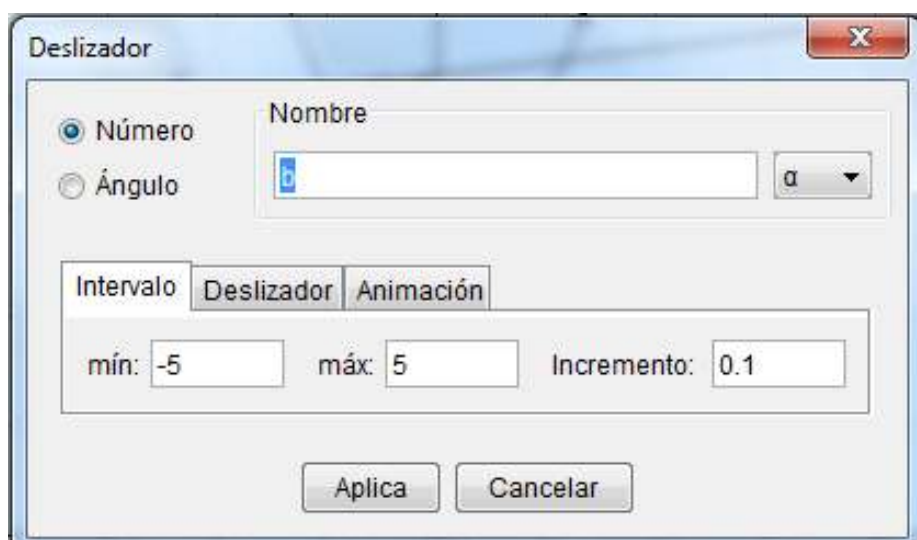 Deslizador
Número
Ángulo
Nombre
b
α
Intervalo Deslizador Animación
mín: -5 máx: 5 Incremento: 0.1
Aplica Cancelar